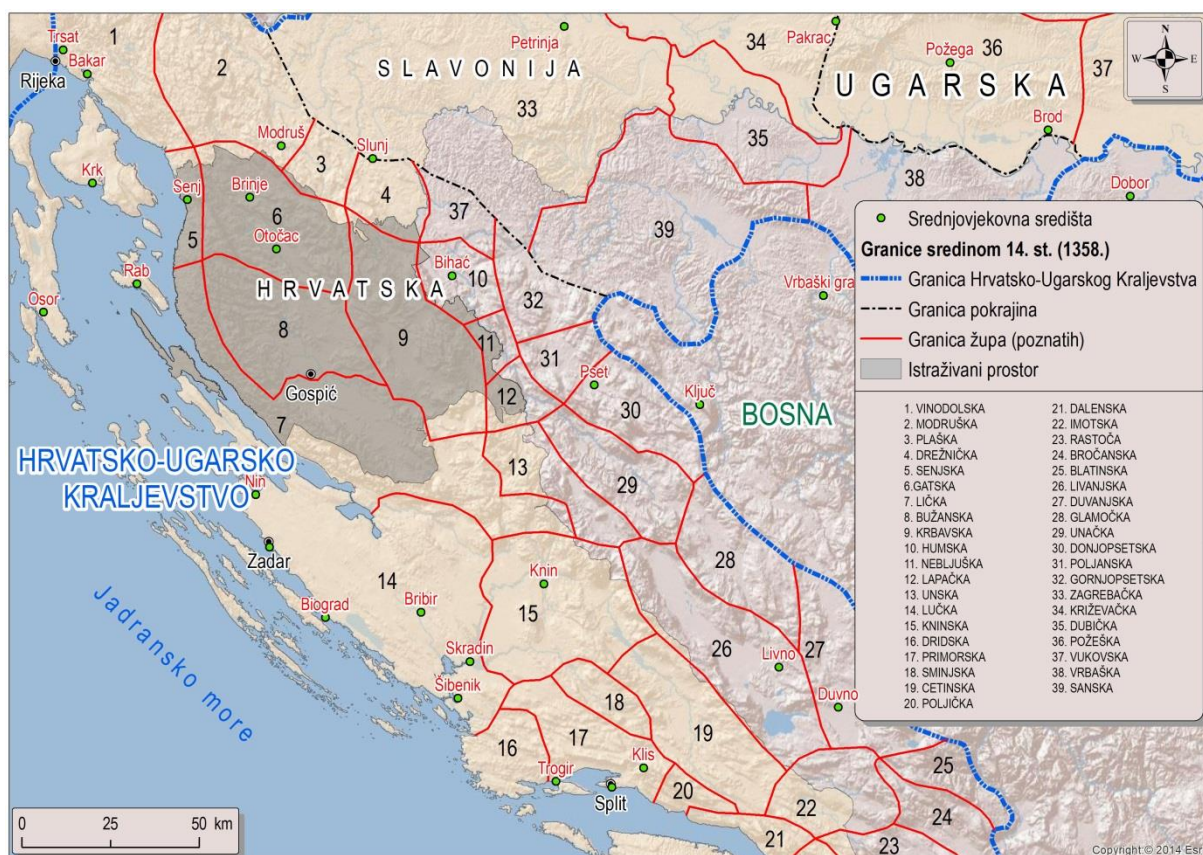 1
Trsat
Bakar
Rijeka
2
Petrinja
SLAVONIJA
33
34
Pakrac
Požega
36
37
UGARSKA
Brod
N
W E
S
Krk
Senj
Modruš
3
Slunj
4
Brinje
6
Otočac
5
37
35
38
Dobor
39
Rab
Osor
HRVATSKA
Bihać
10
32
Vrbaški gra
8
9
11
31
Gospić
12
Pset
Ključ
30
BOSNA
7
HRVATSKO-UGARSKO
KRALJEVSTVO
Nin
13
29
Zadar
14
Biograd
Bribir
Knin
15
28
Jadransko more
Skradin
Šibenik
26
Livno
27
Duvno
18
16
17
19
Klis
Trogir
20
Split
22
21
23
24
25
Srednjovjekovna središta
Granice sredinom 14. st. (1358.)
Granica Hrvatsko-Ugarskog Kraljevstva
Granica pokrajina
Granica župa (poznatih)
Istraživani prostor
1. VINODOLSKA
2. MODRUŠKA
3. PLAŠKA
4. DREŽNIČKA
5. SENJSKA
6.GATSKA
7. LIČKA
8. BUŽANSKA
9. KRBAVSKA
10. HUMSKA
11. NEBLJUŠKA
12. LAPAČKA
13. UNSKA
14. LUČKA
15. KNINSKA
16. DRIDSKA
17. PRIMORSKA
18. SMINJSKA
19. CETINSKA
20. POLJIČKA
21. DALENSKA
22. IMOTSKA
23. RASTOČA
24. BROČANSKA
25. BLATINSKA
26. LIVANJSKA
27. DUVANJSKA
28. GLAMOČKA
29. UNAČKA
30. DONJOPSETSKA
31. POLJANSKA
32. GORNJOPSETSKA
33. ZAGREBAČKA
34. KRIŽEVAČKA
35. DUBIČKA
36. POŽEŠKA
37. VUKOVSKA
38. VRBAŠKA
39. SANSKA
0 25 50 km
Copyright:© 2014 Es